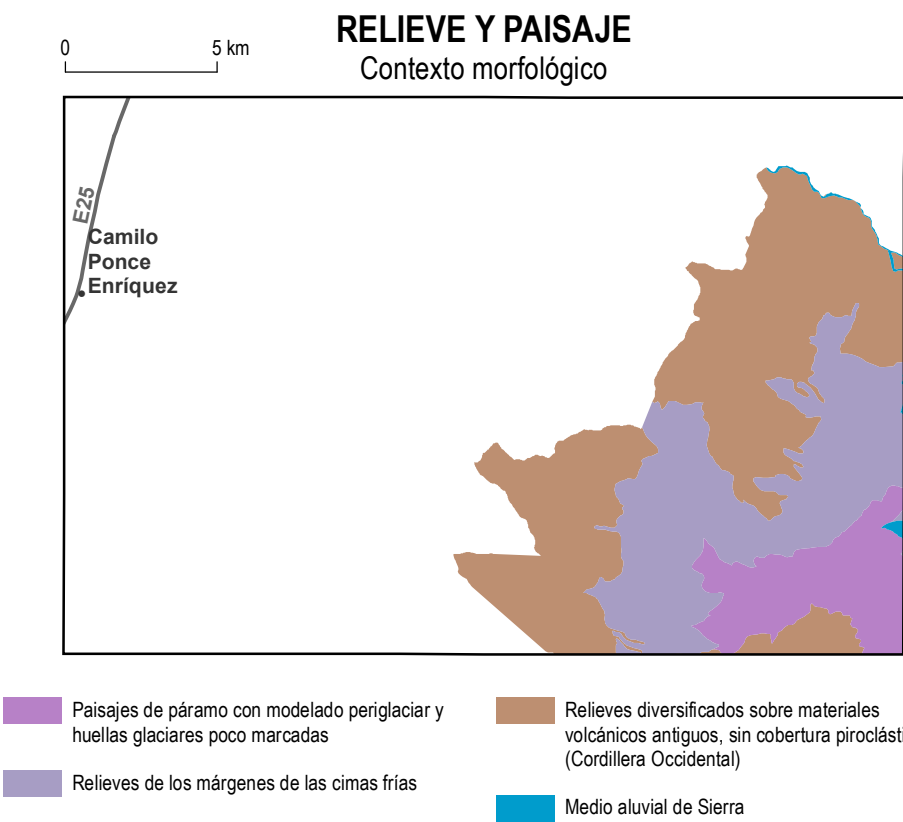 RELIEVE Y PAISAJE
Contexto morfológico
0 5 km
E25
Camilo
Ponce
Enríquez
Paisajes de páramo con modelado periglaciar y
huellas glaciares poco marcadas
Relieves de los márgenes de las cimas frías
Relieves diversificados sobre materiales
volcánicos antiguos, sin cobertura piroclásti
(Cordillera Occidental)
Medio aluvial de Sierra